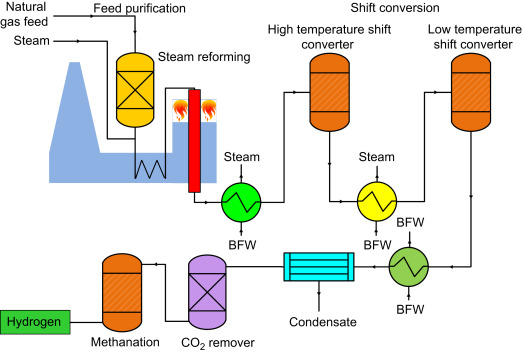 Natural
gas feed
Feed purification
Shift conversion
Steam
Steam reforming
High temperature shift
converter
Low temperature
shift converter
Steam
Steam
BFW
BFW
BFW
BFW
Condensate
Hydrogen
Methanation
CO₂ remover